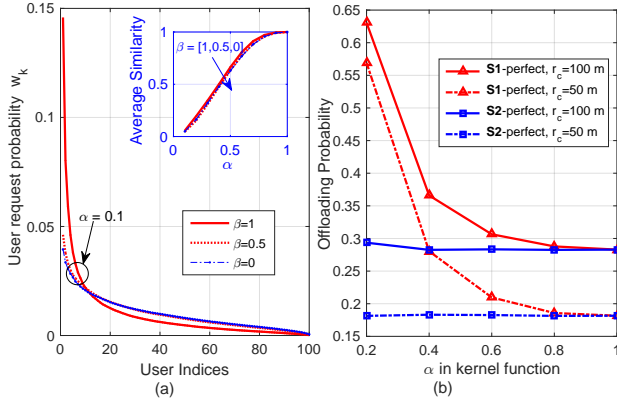 0.15
0.1
0.05
0
User request probability w_k
0 20 40 60 80 100
User Indices
(a)
1
0.5
0
Average Similarity
β = [1,0.5,0]
0 0.5 1
α
α = 0.1
β=1
β=0.5
β=0
0.65
0.6
0.55
0.5
0.45
0.4
0.35
0.3
0.25
0.2
0.15
Offloading Probability
S1-perfect, r_c=100 m
S1-perfect, r_c=50 m
S2-perfect, r_c=100 m
S2-perfect, r_c=50 m
0.2 0.4 0.6 0.8 1
α in kernel function
(b)